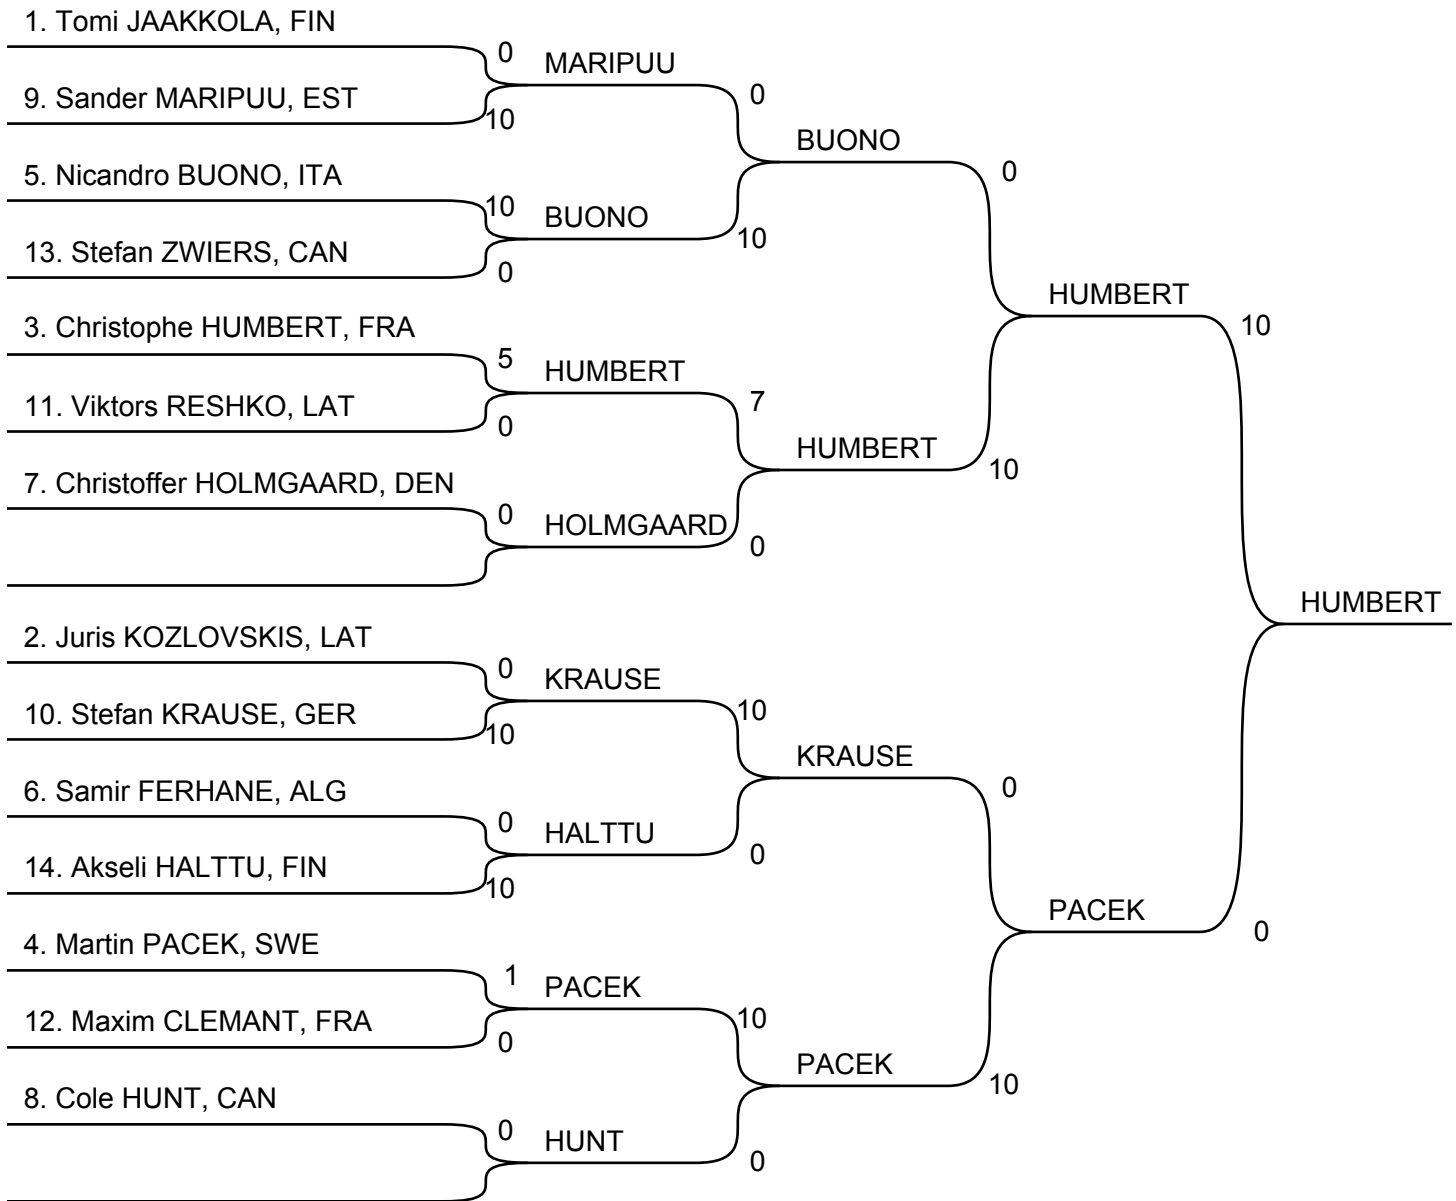 1. Tomi JAAKKOLA, FIN
0
MARIPUU
9. Sander MARIPUU, EST
10
0
BUONO
5. Nicandro BUONO, ITA
10
BUONO
10
0
13. Stefan ZWIERS, CAN
0
HUMBERT
10
3. Christophe HUMBERT, FRA
5
HUMBERT
7
11. Viktors RESHKO, LAT
0
HUMBERT
10
7. Christoffer HOLMGAARD, DEN
0
HOLMGAARD
0
HUMBERT
2. Juris KOZLOVSKIS, LAT
0
KRAUSE
10
10. Stefan KRAUSE, GER
10
KRAUSE
0
6. Samir FERHANE, ALG
0
HALTTU
0
14. Akseli HALTTU, FIN
10
PACEK
0
4. Martin PACEK, SWE
1
PACEK
10
12. Maxim CLEMANT, FRA
0
PACEK
10
8. Cole HUNT, CAN
0
HUNT
0